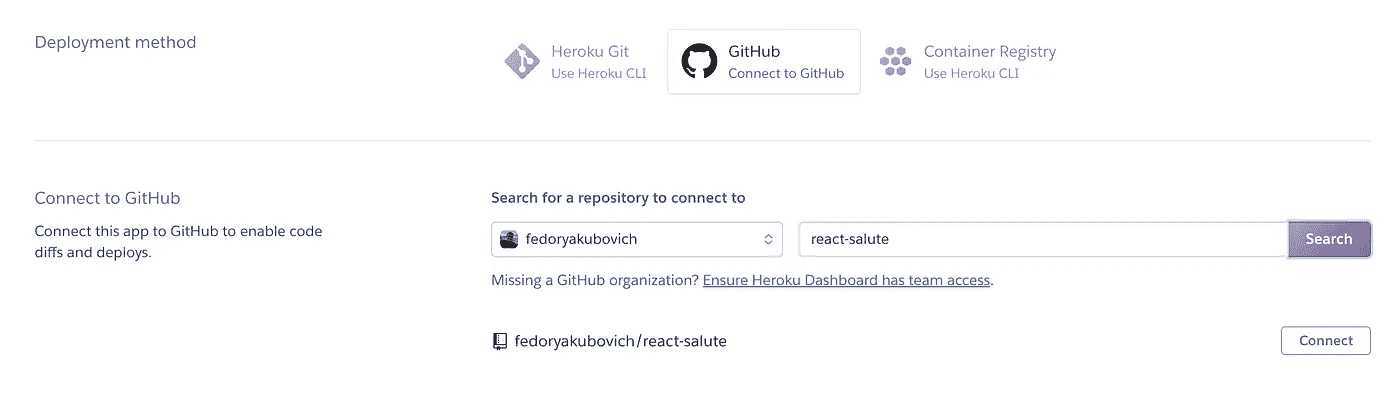 Deployment method
Heroku Git
Use Heroku CLI
GitHub
Connect to GitHub
Container Registry
Use Heroku CLI
Connect to GitHub
Connect this app to GitHub to enable code
diffs and deploys.
Search for a repository to connect to
fedoryakubovich
react-salute
Search
Missing a GitHub organization? Ensure Heroku Dashboard has team access.
fedoryakubovich/react-salute
Connect